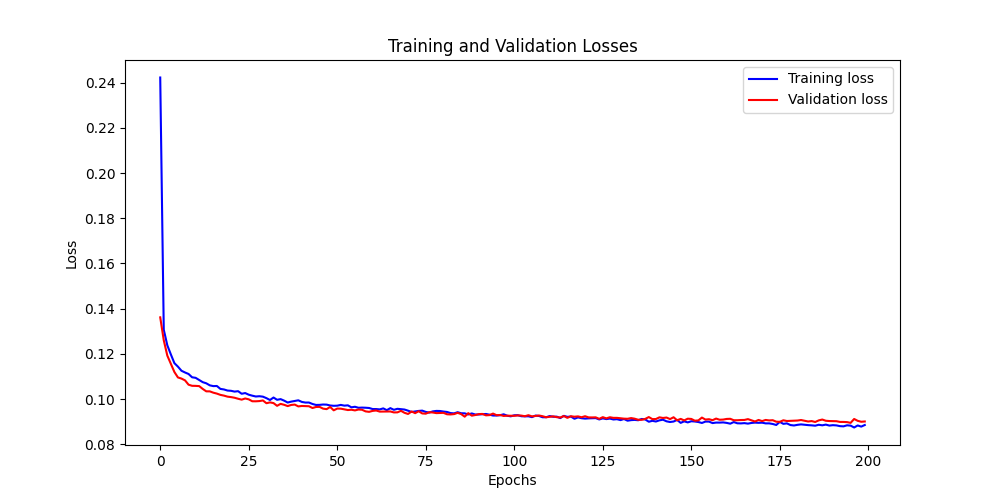 Training and Validation Losses
Training loss
Validation loss
0.24
0.22
0.20
0.18
0.16
0.14
0.12
0.10
0.08
Loss
0 25 50 75 100 125 150 175 200
Epochs